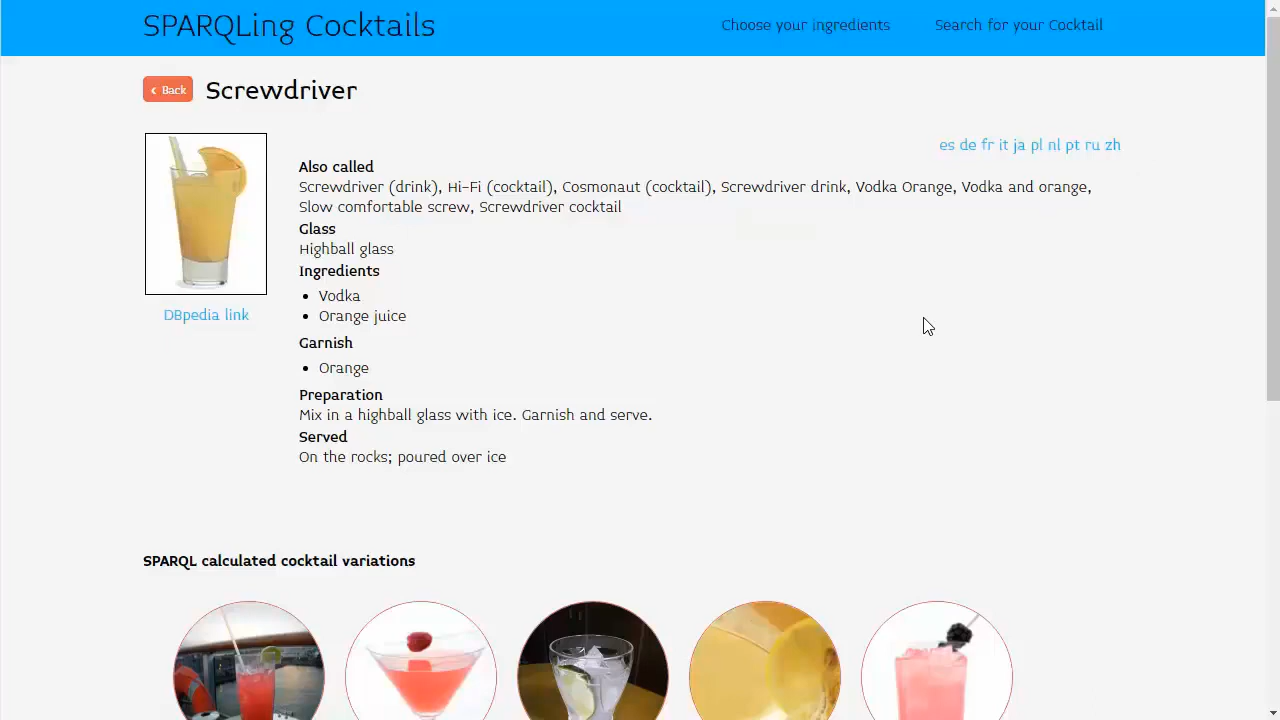 SPARQLing Cocktails
Choose your ingredients
Search for your Cocktail
‹ Back
Screwdriver
es de fr it ja pl nl pt ru zh
Also called
Screwdriver (drink), Hi-Fi (cocktail), Cosmonaut (cocktail), Screwdriver drink, Vodka Orange, Vodka and orange,
Slow comfortable screw, Screwdriver cocktail
Glass
Highball glass
Ingredients
• Vodka
• Orange juice
Garnish
• Orange
Preparation
Mix in a highball glass with ice. Garnish and serve.
Served
On the rocks; poured over ice
DBpedia link
SPARQL calculated cocktail variations